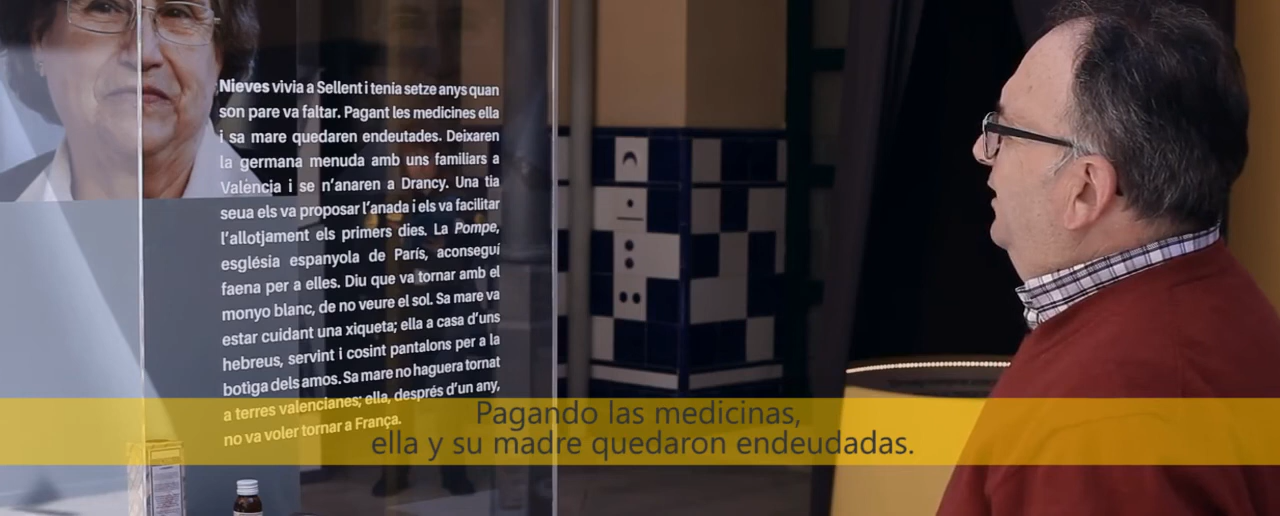 Nieves vivia a Sellent i tenia setze anys quan
son pare va faltar. Pagant les medicines ella
i sa mare quedaren endeutades. Deixaren
la germana menuda amb uns familiars a
València i se n'anaren a Drancy. Una tia
seua els va proposar l'anada i els va facilitar
l'allotjament els primers dies. La Pompe,
església espanyola de París, aconseguí
faena per a elles. Diu que va tornar amb el
monyo blanc, de no veure el sol. Sa mare va
estar cuidant una xiqueta; ella a casa d'uns
hebreus, servint i cosint pantalons per a la
botiga dels amos. Sa mare no haguera tornat
a terres valencianes; ella, després d'un any,
no va voler tornar a França.
Pagando las medicinas,
ella y su madre quedaron endeudadas.